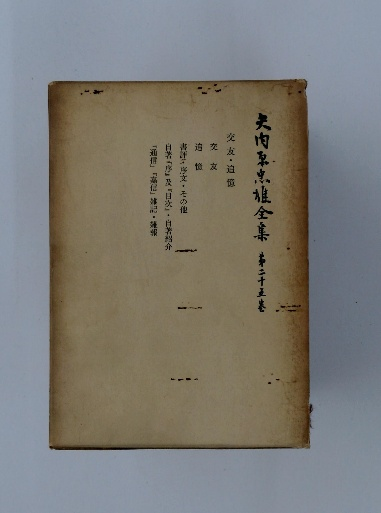 矢内原忠雄全集 第二十五巻
交友・追憶
交友
追憶
書評・序文・その他
自著『序』及『目次』・自著紹介
『通信』『嘉信』雑記・雑報